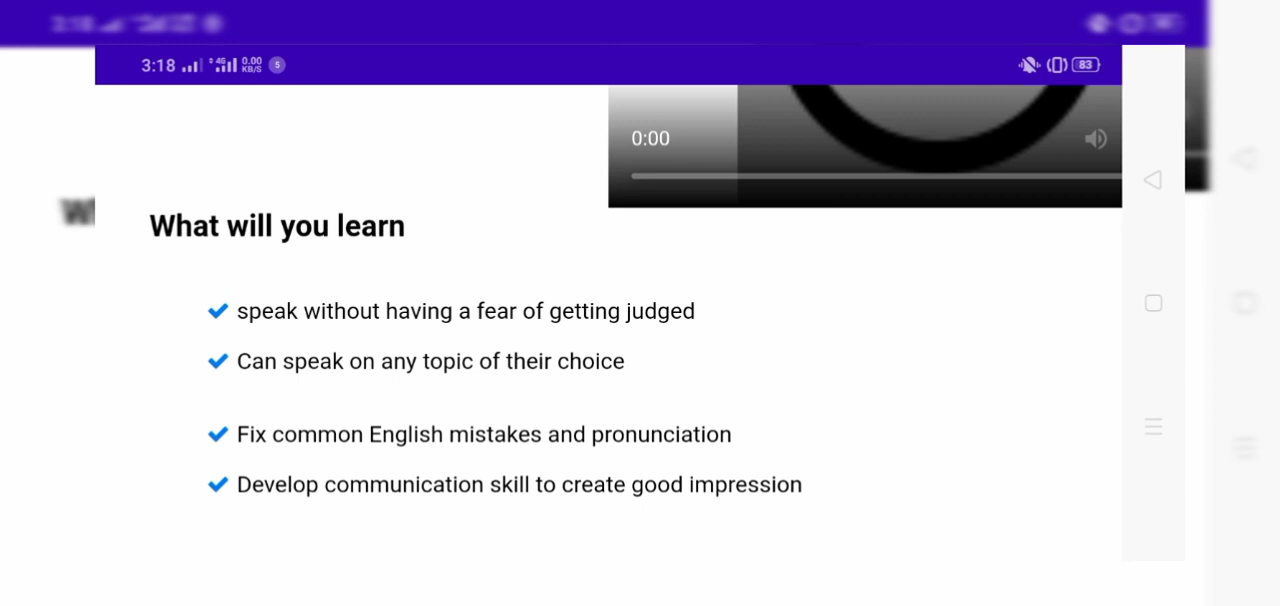 3:18 4G 0.00 KB/S S 83
0:00
What will you learn
speak without having a fear of getting judged
Can speak on any topic of their choice
Fix common English mistakes and pronunciation
Develop communication skill to create good impression